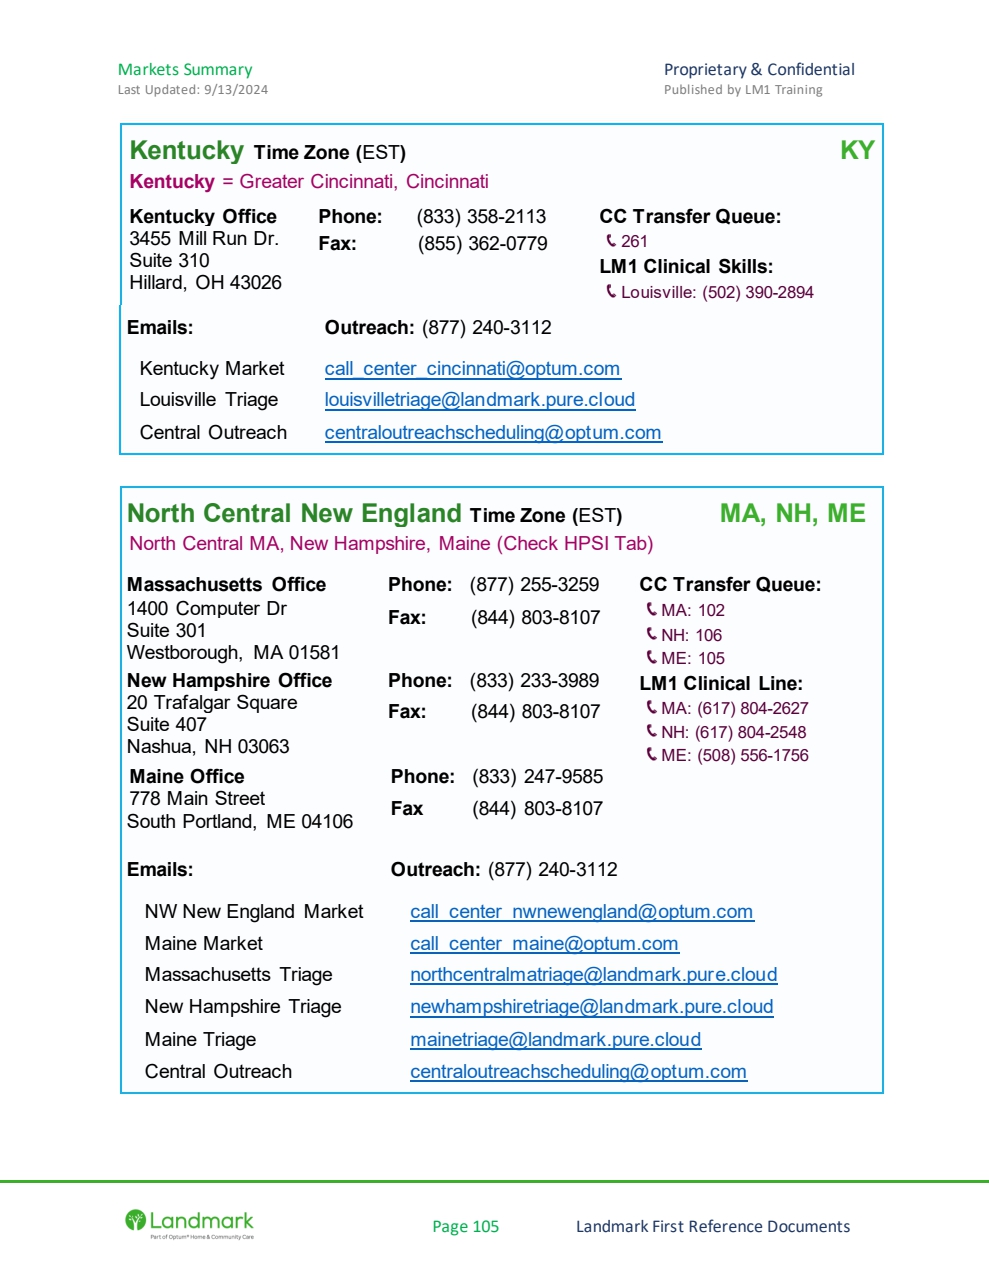 Markets Summary
Proprietary & Confidential
Last Updated: 9/13/2024
Published by LM1 Training
Kentucky Time Zone (EST)
KY
Kentucky = Greater Cincinnati, Cincinnati
Kentucky Office
Phone: (833) 358-2113
CC Transfer Queue:
3455 Mill Run Dr.
Fax: (855) 362-0779
261
Suite 310
LM1 Clinical Skills:
Hillard, OH 43026
Louisville: (502) 390-2894
Emails:
Outreach: (877) 240-3112
Kentucky Market call_center_cincinnati@optum.com
Louisville Triage louisvilletriage@landmark.pure.cloud
Central Outreach centraloutreachscheduling@optum.com
North Central New England Time Zone (EST)
MA, NH, ME
North Central MA, New Hampshire, Maine (Check HPSI Tab)
Massachusetts Office
Phone: (877) 255-3259
CC Transfer Queue:
1400 Computer Dr
Fax: (844) 803-8107
MA: 102
Suite 301
NH: 106
Westborough, MA 01581
ME: 105
New Hampshire Office
Phone: (833) 233-3989
LM1 Clinical Line:
20 Trafalgar Square
Fax: (844) 803-8107
MA: (617) 804-2627
Suite 407
NH: (617) 804-2548
Nashua, NH 03063
ME: (508) 556-1756
Maine Office
Phone: (833) 247-9585
778 Main Street
Fax (844) 803-8107
South Portland, ME 04106
Emails:
Outreach: (877) 240-3112
NW New England Market call_center_nwnewengland@optum.com
Maine Market call_center_maine@optum.com
Massachusetts Triage northcentralmatriage@landmark.pure.cloud
New Hampshire Triage newhampshiretriage@landmark.pure.cloud
Maine Triage mainetriage@landmark.pure.cloud
Central Outreach centraloutreachscheduling@optum.com
Landmark
Part of Optum® Home & Community Care
Page 105
Landmark First Reference Documents